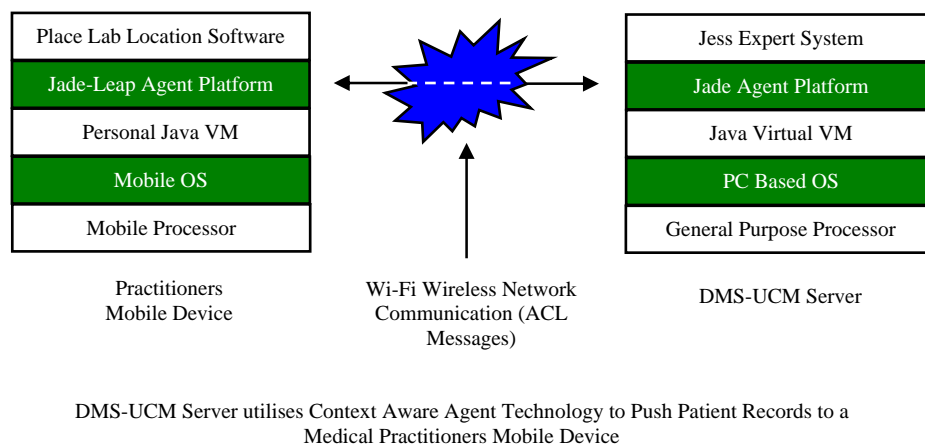 Place Lab Location Software
Jade-Leap Agent Platform
Personal Java VM
Mobile OS
Mobile Processor
Practitioners
Mobile Device
Wi-Fi Wireless Network
Communication (ACL
Messages)
Jess Expert System
Jade Agent Platform
Java Virtual VM
PC Based OS
General Purpose Processor
DMS-UCM Server
DMS-UCM Server utilises Context Aware Agent Technology to Push Patient Records to a
Medical Practitioners Mobile Device